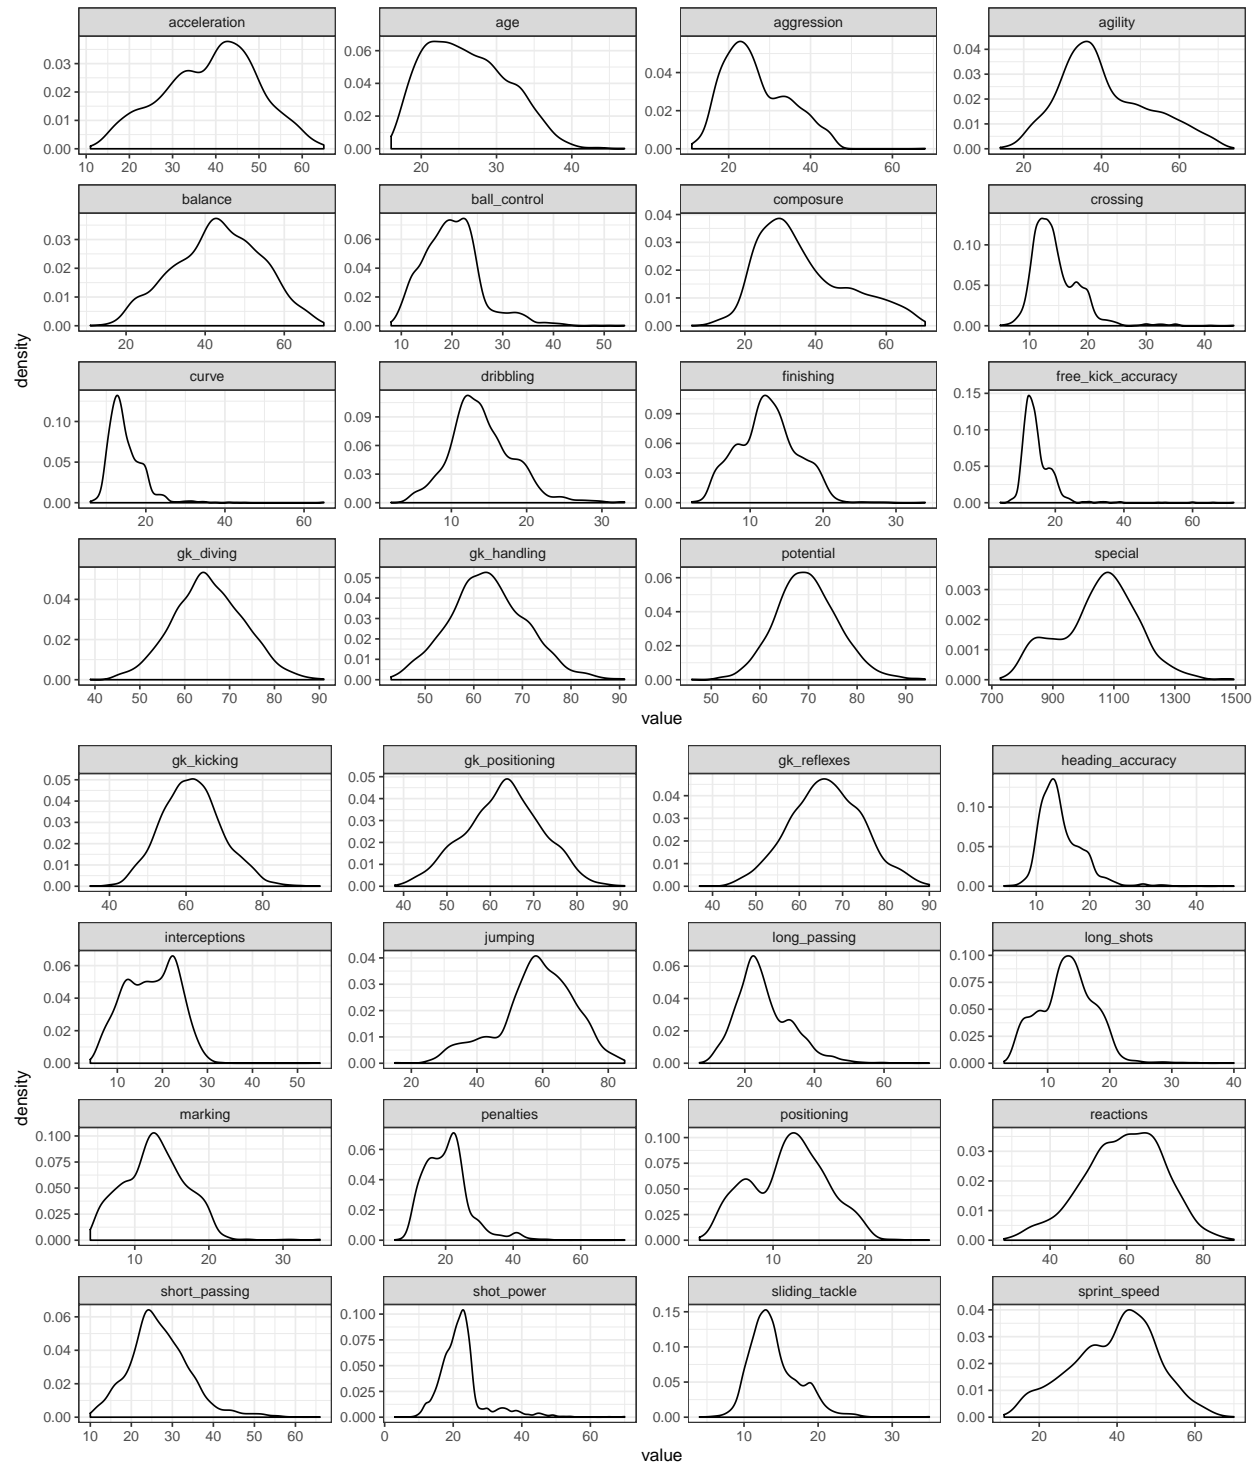 acceleration age aggression agility
0.03 0.02 0.01 0.00
10 20 30 40 50 60
0.06 0.04 0.02 0.00
20 30 40
0.04 0.02 0.00
20 40 60
0.04 0.03 0.02 0.01 0.00
20 40 60
balance ball_control composure crossing
0.03 0.02 0.01 0.00
20 40 60
0.06 0.04 0.02 0.00
10 20 30 40 50
0.04 0.03 0.02 0.01 0.00
20 40 60
0.10 0.05 0.00
10 20 30 40
curve dribbling finishing free_kick_accuracy
0.10 0.05 0.00
20 40 60
0.09 0.06 0.03 0.00
10 20 30
0.09 0.06 0.03 0.00
10 20 30
0.15 0.10 0.05 0.00
20 40 60
gk_diving gk_handling potential special
0.04 0.02 0.00
40 50 60 70 80 90
0.05 0.04 0.03 0.02 0.01 0.00
50 60 70 80 90
0.06 0.04 0.02 0.00
50 60 70 80 90
0.003 0.002 0.001 0.000
700 900 1100 1300 1500
density
value
gk_kicking gk_positioning gk_reflexes heading_accuracy
0.05 0.04 0.03 0.02 0.01 0.00
40 60 80
0.05 0.04 0.03 0.02 0.01 0.00
40 50 60 70 80 90
0.04 0.03 0.02 0.01 0.00
40 50 60 70 80 90
0.10 0.05 0.00
10 20 30 40
interceptions jumping long_passing long_shots
0.06 0.04 0.02 0.00
10 20 30 40 50
0.04 0.03 0.02 0.01 0.00
20 40 60 80
0.06 0.04 0.02 0.00
20 40 60
0.100 0.075 0.050 0.025 0.000
10 20 30 40
marking penalties positioning reactions
0.100 0.075 0.050 0.025 0.000
10 20 30
0.06 0.04 0.02 0.00
20 40 60
0.100 0.075 0.050 0.025 0.000
10 20
0.03 0.02 0.01 0.00
40 60 80
short_passing shot_power sliding_tackle sprint_speed
0.06 0.04 0.02 0.00
10 20 30 40 50 60
0.100 0.075 0.050 0.025 0.000
0 20 40 60
0.15 0.10 0.05 0.00
10 20 30
0.04 0.03 0.02 0.01 0.00
20 40 60
density
value